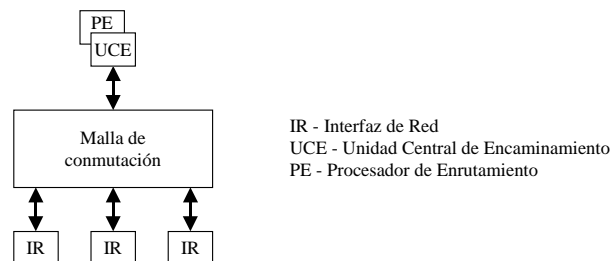 PE
UCE
Malla de
conmutación
IR
IR
IR
IR - Interfaz de Red
UCE - Unidad Central de Encaminamiento
PE - Procesador de Enrutamiento